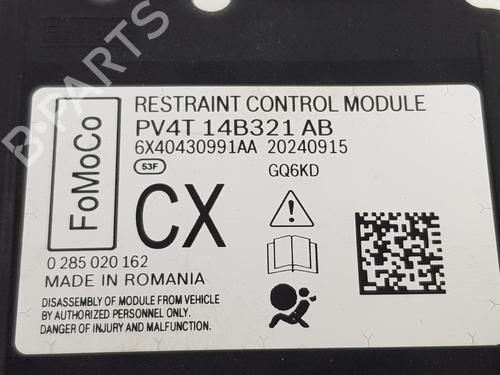 B-PARTS
FoMoCo
RESTRAINT CONTROL MODULE
PV4T 14B321 AB
6X40430991AA 20240915
53F
GQ6KD
CX
0 285 020 162
MADE IN ROMANIA
DISASSEMBLY OF MODULE FROM VEHICLE
BY AUTHORIZED PERSONNEL ONLY.
DANGER OF INJURY AND MALFUNCTION.